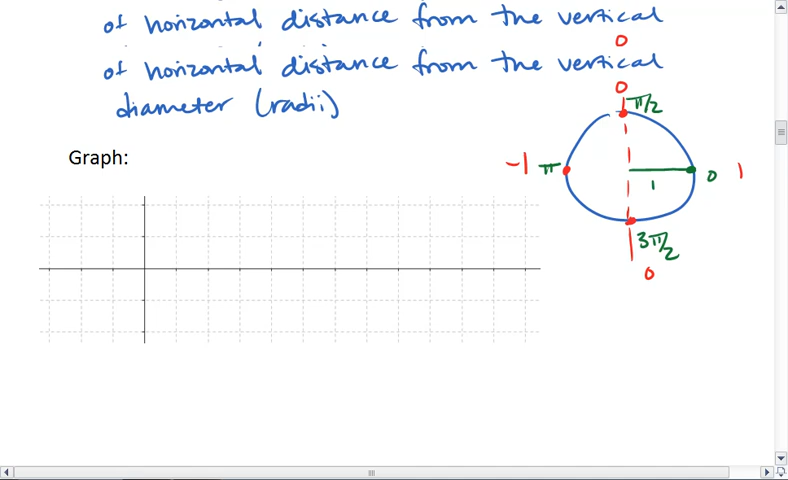 of horizontal distance from the vertical
0
of horizontal distance from the vertical
0
diameter (radii)
π/2
Graph:
-1 π 0 1
1
3π/2
0